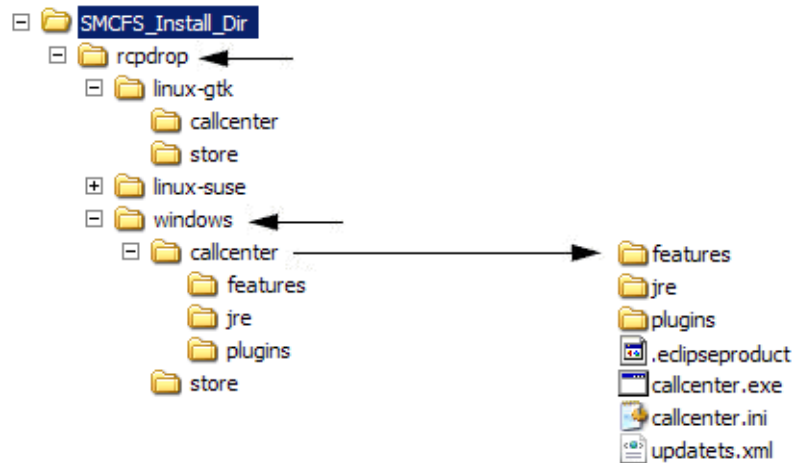 SMCFS_Install_Dir
rcpdrop
linux-gtk
callcenter
store
linux-suse
windows
callcenter
features
jre
plugins
store
features
jre
plugins
.eclipseproduct
callcenter.exe
callcenter.ini
updatets.xml